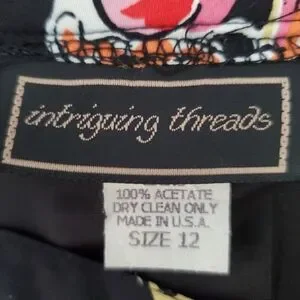 intriguing threads
100% ACETATE
DRY CLEAN ONLY
MADE IN U.S.A.
SIZE 12